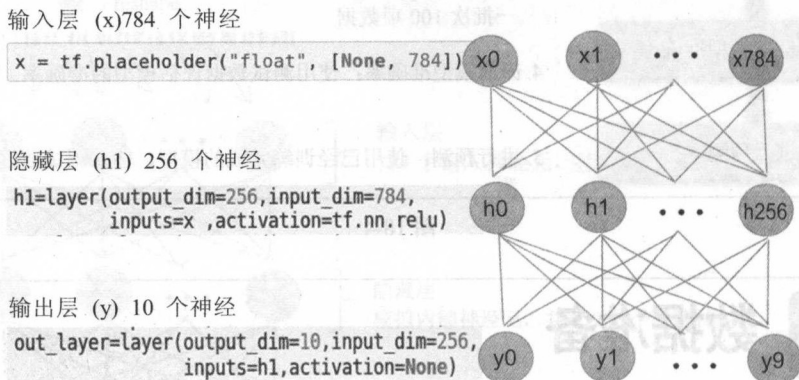 输入层 (x)784 个神经
x = tf.placeholder("float", [None, 784])
x0 x1 ... x784
隐藏层 (h1) 256 个神经
h1=layer(output_dim=256,input_dim=784,
inputs=x ,activation=tf.nn.relu)
h0 h1 ... h256
输出层 (y) 10 个神经
out_layer=layer(output_dim=10,input_dim=256,
inputs=h1,activation=None)
y0 y1 ... y9